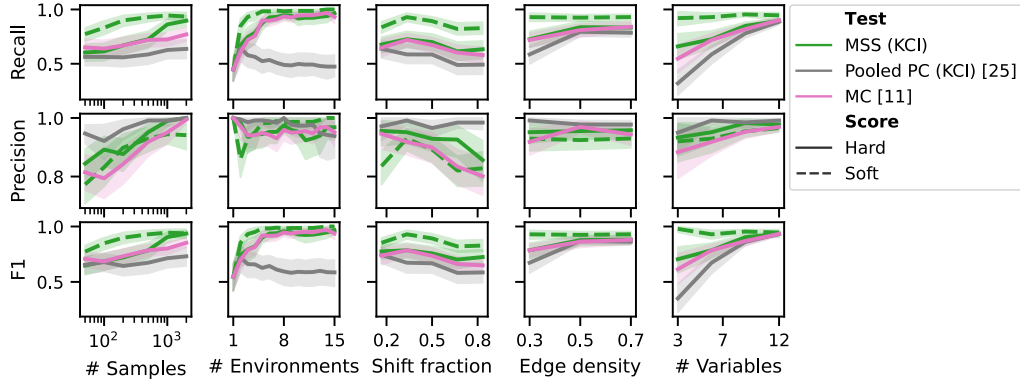 Recall
1.0
0.5
Precision
1.0
0.8
F1
1.0
0.5
10² 10³
# Samples
1 8 15
# Environments
0.2 0.5 0.8
Shift fraction
0.3 0.5 0.7
Edge density
3 7 12
# Variables
Test
MSS (KCI)
Pooled PC (KCI) [25]
MC [11]
Score
Hard
Soft